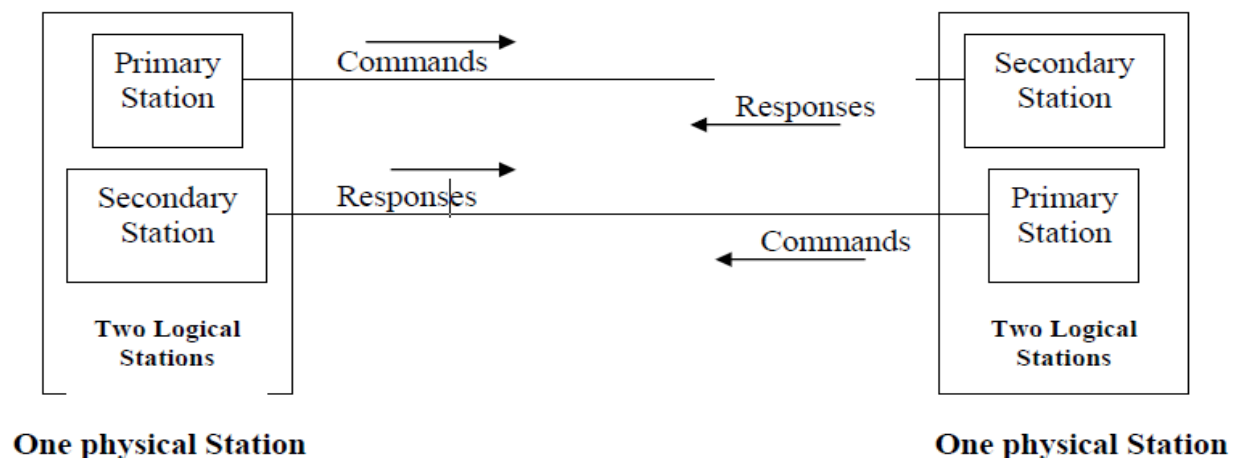 Primary
Station
Commands
Secondary
Station
Responses
Secondary
Station
Responses
Primary
Station
Commands
Two Logical
Stations
Two Logical
Stations
One physical Station
One physical Station